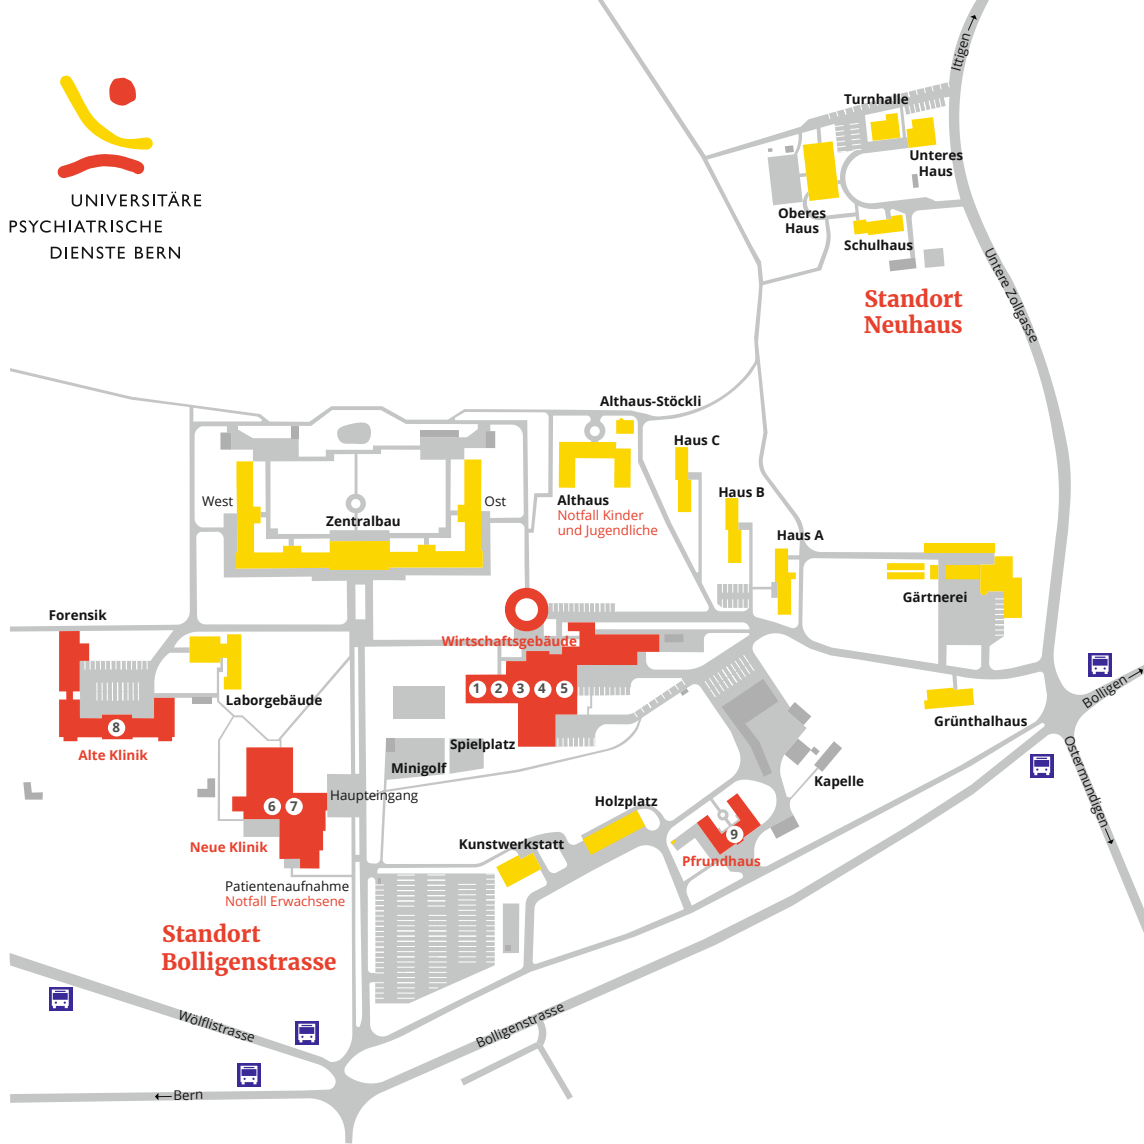 UNIVERSITÄRE
PSYCHIATRISCHE
DIENSTE BERN
Ittigen →
Turnhalle
Unteres
Haus
Oberes
Haus
Schulhaus
Untere Zollgasse
Standort
Neuhaus
Althaus-Stöckli
Haus C
West
Ost
Haus B
Althaus
Notfall Kinder
und Jugendliche
Zentralbau
Haus A
Gärtnerei
Forensik
Wirtschaftsgebäude
1 2 3 4 5
Laborgebäude
Bolligen →
Grünthalhaus
8
Alte Klinik
Spielplatz
Minigolf
Ostermundigen →
Kapelle
Haupteingang
6 7
Holzplatz
9
Neue Klinik
Kunstwerkstatt
Pfrundhaus
Patientenaufnahme
Notfall Erwachsene
Standort
Bolligenstrasse
Wölflistrasse
Bolligenstrasse
← Bern